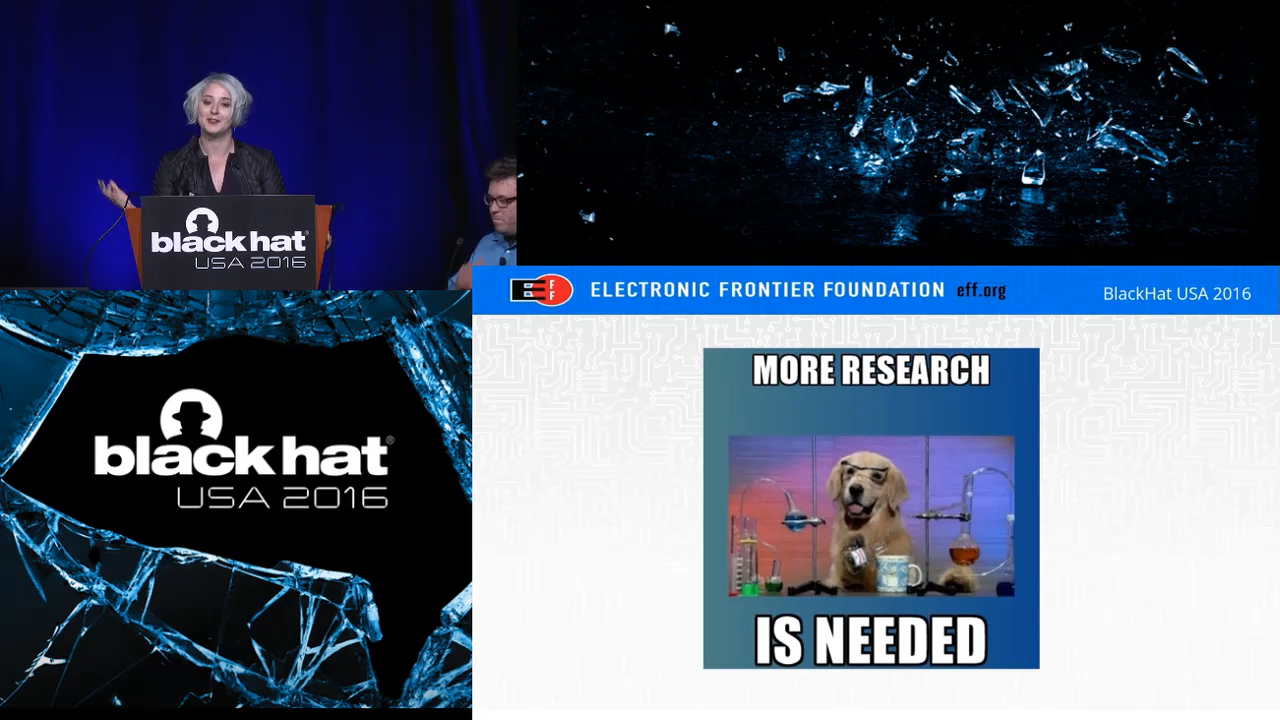 black hat
USA 2016
EFF
ELECTRONIC FRONTIER FOUNDATION eff.org
BlackHat USA 2016
black hat®
USA 2016
MORE RESEARCH
IS NEEDED